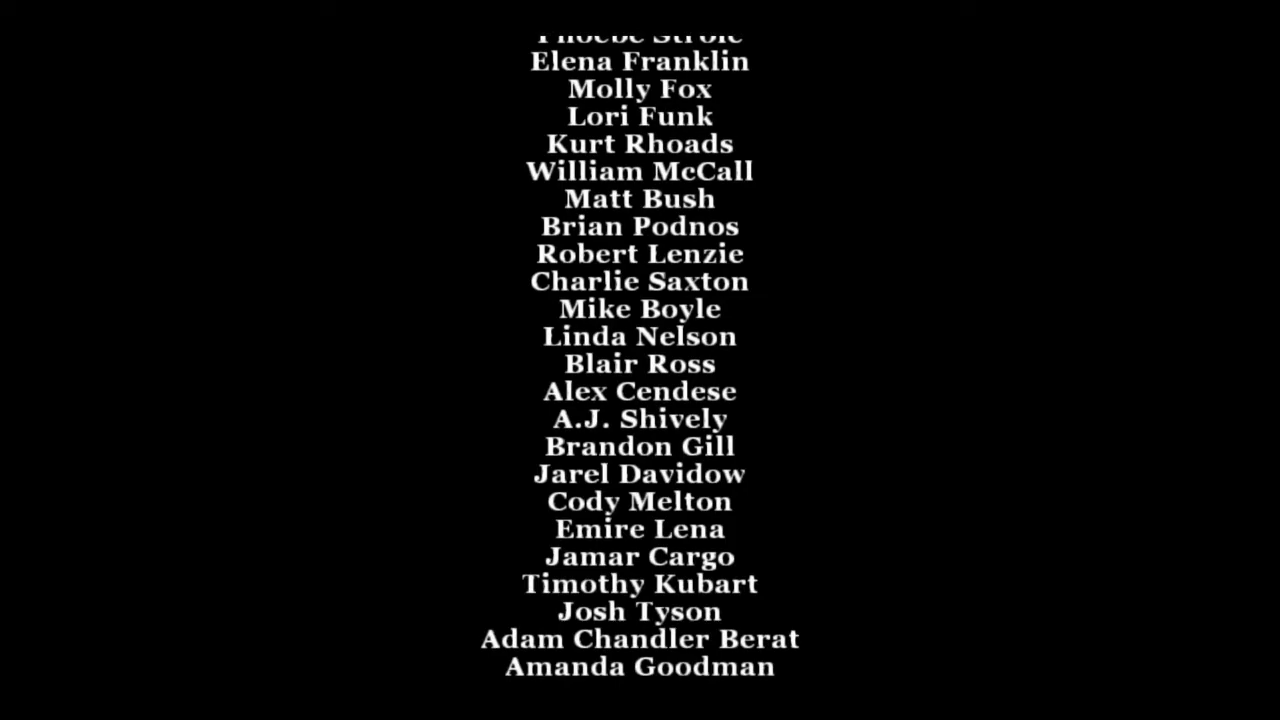 Phoebe Strole
Elena Franklin
Molly Fox
Lori Funk
Kurt Rhoads
William McCall
Matt Bush
Brian Podnos
Robert Lenzie
Charlie Saxton
Mike Boyle
Linda Nelson
Blair Ross
Alex Cendese
A.J. Shively
Brandon Gill
Jarel Davidow
Cody Melton
Emire Lena
Jamar Cargo
Timothy Kubart
Josh Tyson
Adam Chandler Berat
Amanda Goodman